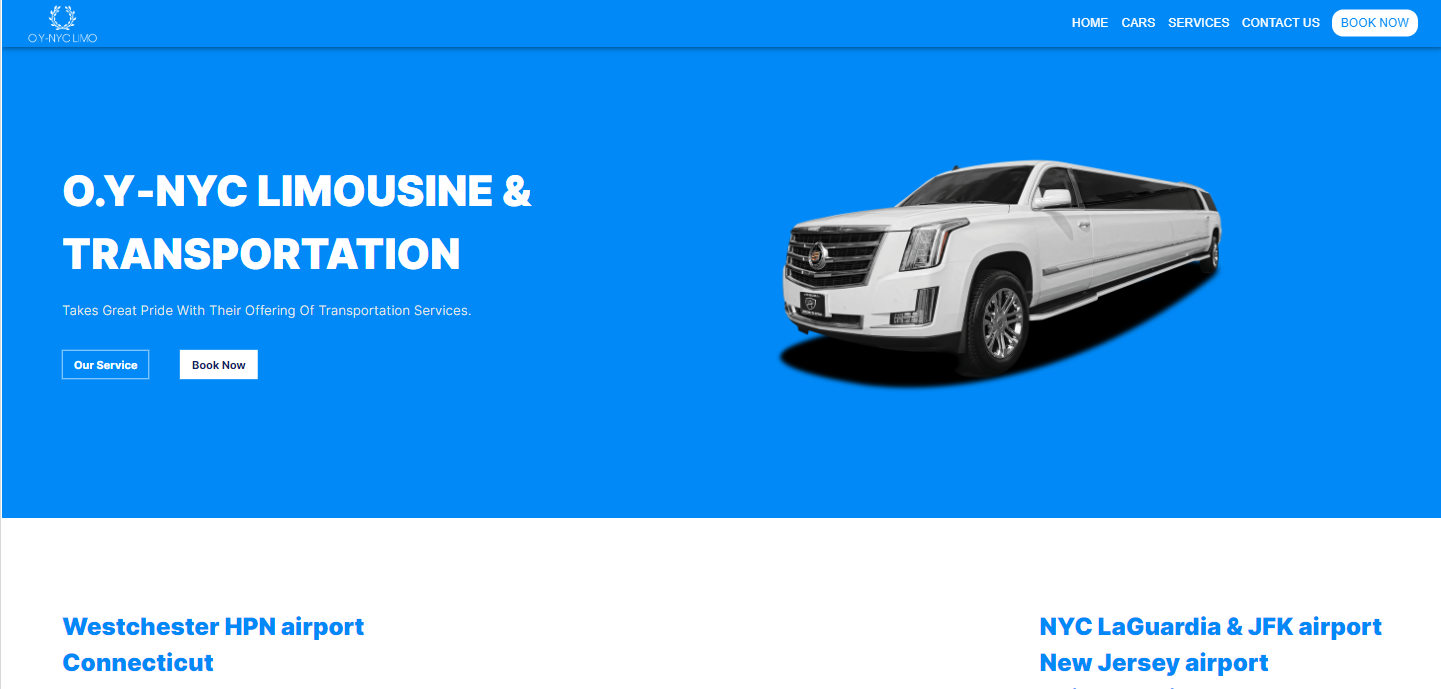 O.Y-NYC LIMO
HOME CARS SERVICES CONTACT US BOOK NOW
O.Y-NYC LIMOUSINE &
TRANSPORTATION
Takes Great Pride With Their Offering Of Transportation Services.
Our Service Book Now
Westchester HPN airport
Connecticut
NYC LaGuardia & JFK airport
New Jersey airport